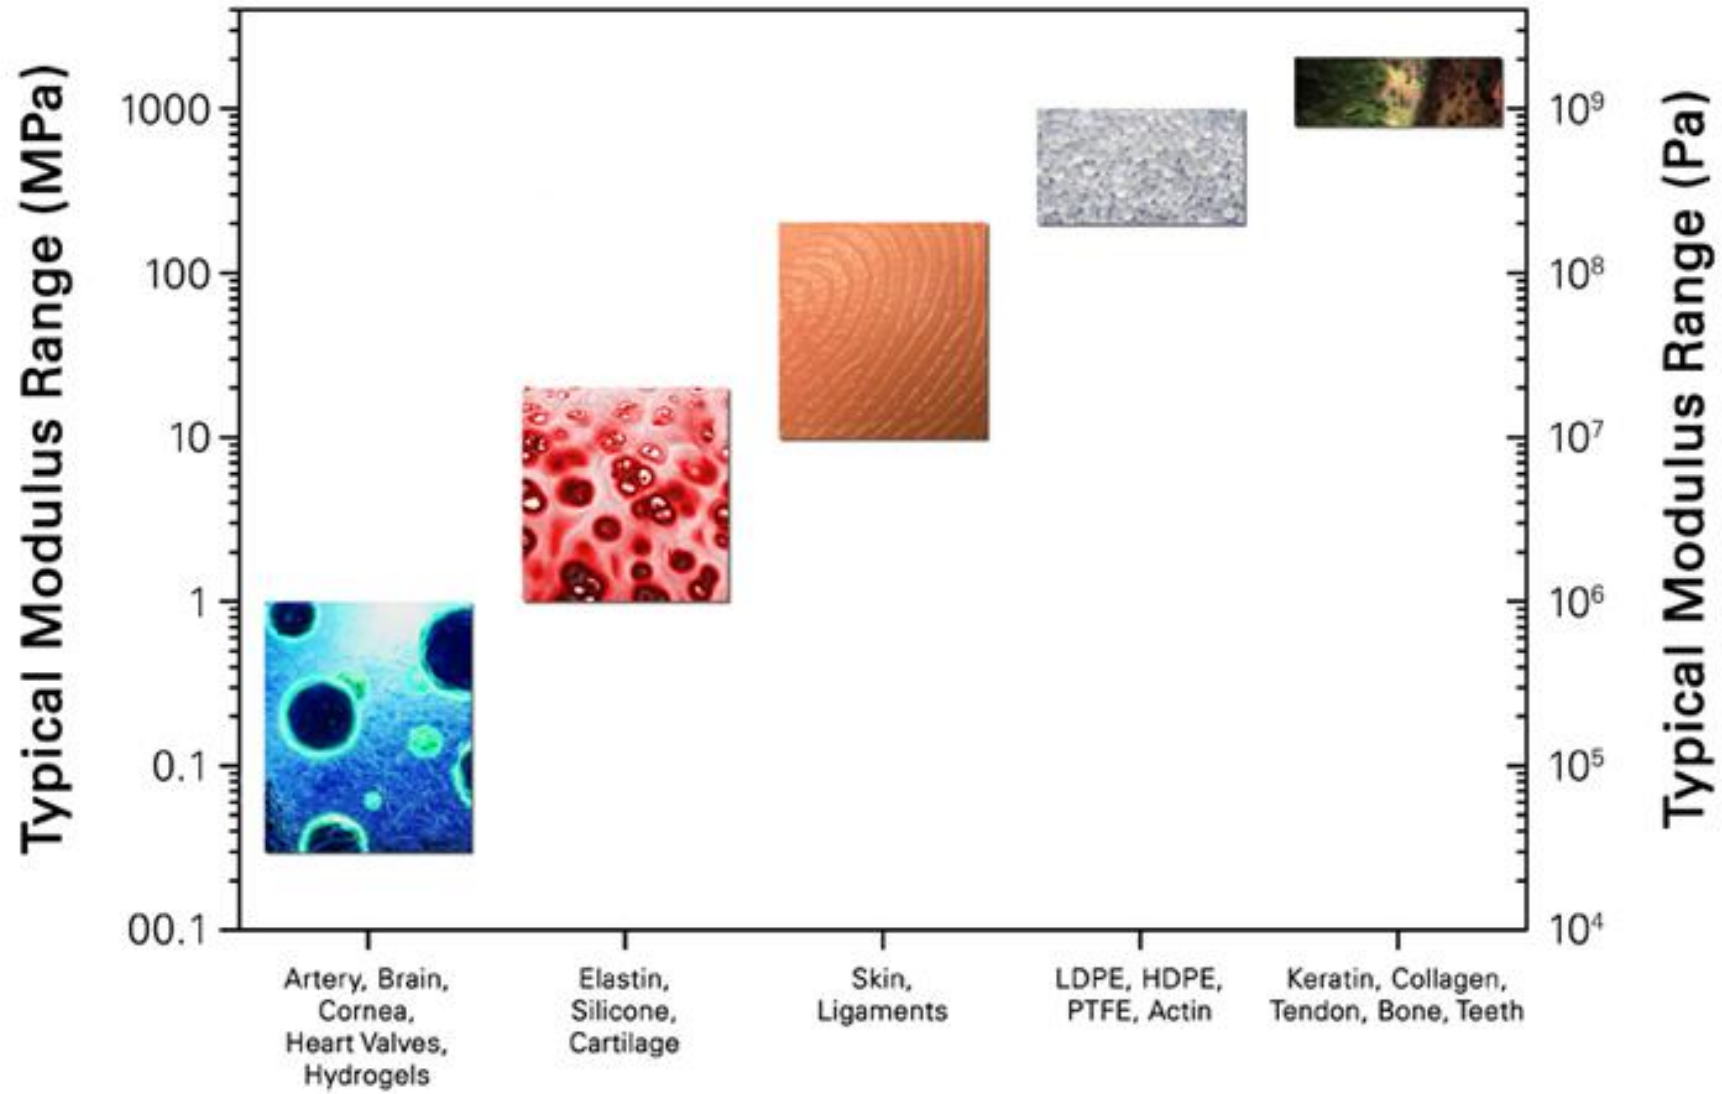 Typical Modulus Range (MPa)
1000
100
10
1
0.1
00.1
Artery, Brain,
Cornea,
Heart Valves,
Hydrogels
Elastin,
Silicone,
Cartilage
Skin,
Ligaments
LDPE, HDPE,
PTFE, Actin
Keratin, Collagen,
Tendon, Bone, Teeth
10⁹
10⁸
10⁷
10⁶
10⁵
10⁴
Typical Modulus Range (Pa)